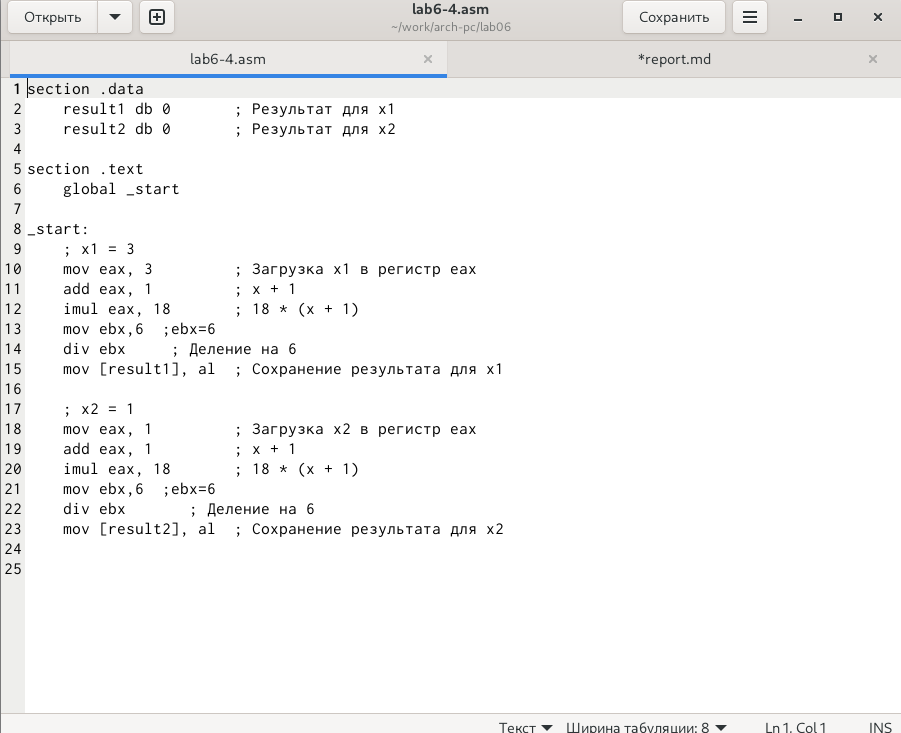 Открыть
lab6-4.asm
~/work/arch-pc/lab06
Сохранить
lab6-4.asm
*report.md
1 section .data
2     result1 db 0       ; Результат для x1
3     result2 db 0       ; Результат для x2
4
5 section .text
6     global _start
7
8 _start:
9     ; x1 = 3
10     mov eax, 3         ; Загрузка x1 в регистр eax
11     add eax, 1         ; x + 1
12     imul eax, 18       ; 18 * (x + 1)
13     mov ebx,6  ;ebx=6
14     div ebx     ; Деление на 6
15     mov [result1], al  ; Сохранение результата для x1
16
17     ; x2 = 1
18     mov eax, 1         ; Загрузка x2 в регистр eax
19     add eax, 1         ; x + 1
20     imul eax, 18       ; 18 * (x + 1)
21     mov ebx,6  ;ebx=6
22     div ebx       ; Деление на 6
23     mov [result2], al  ; Сохранение результата для x2
24
25
Текст Ширина табуляции: 8 Ln 1, Col 1 INS